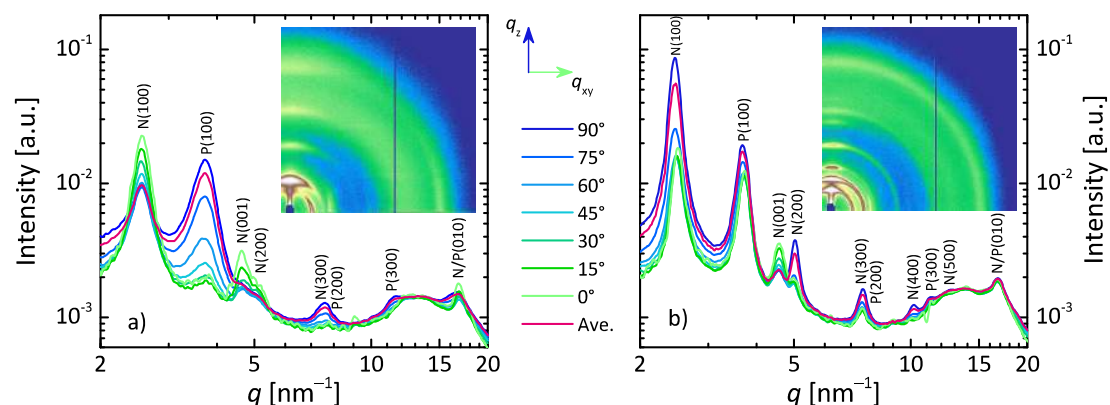 Intensity [a.u.]
10⁻¹
10⁻²
10⁻³
N(100)
P(100)
N(001)
N(200)
N(300)
P(200)
P(300)
N/P(010)
a)
2
5
10
20
q [nm⁻¹]
q_z
q_xy
90°
75°
60°
45°
30°
15°
0°
Ave.
N(100)
P(100)
N(001)
N(200)
N(300)
P(200)
N(400)
P(300)
N(500)
N/P(010)
b)
2
5
10
20
q [nm⁻¹]
10⁻¹
10⁻²
10⁻³
Intensity [a.u.]